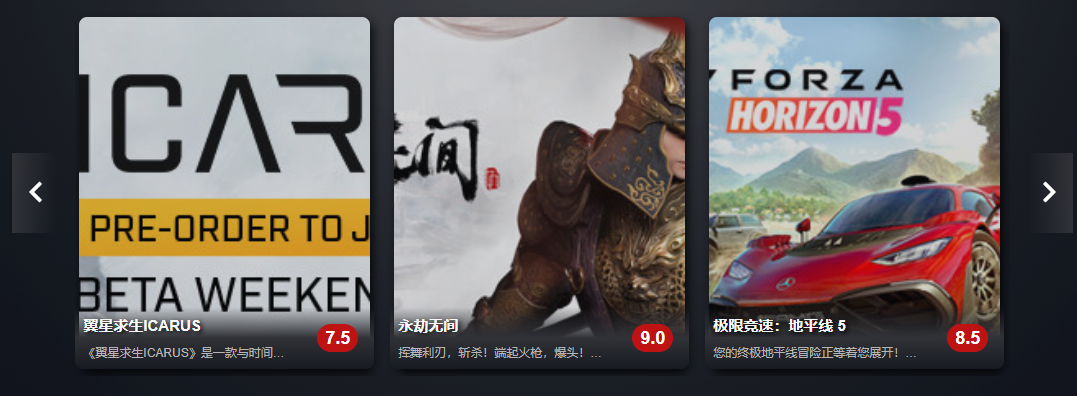 ICAR
PRE-ORDER TO J
BETA WEEKEN
翼星求生ICARUS
7.5
《翼星求生ICARUS》是一款与时间...
无间
永劫无间
9.0
挥舞利刃，斩杀！端起火枪，爆头！...
FORZA
HORIZON 5
极限竞速：地平线 5
8.5
您的终极地平线冒险正等着您展开！...